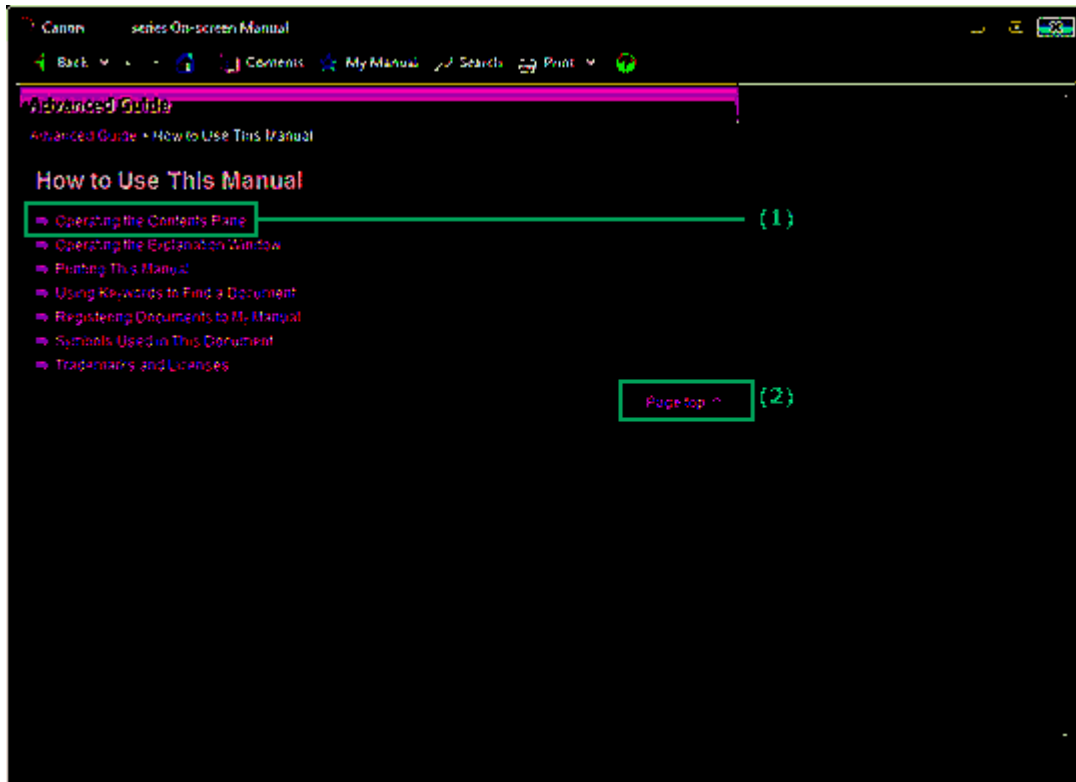 Canon series On-screen Manual
Back Contents My Manual Search Print
Advanced Guide
Advanced Guide • How to Use This Manual
How to Use This Manual
Operating the Contents Pane (1)
Operating the Explanation Window
Printing This Manual
Using Keywords to Find a Document
Registering Documents to My Manual
Symbols Used in This Document
Trademarks and Licenses
Page top ^ (2)